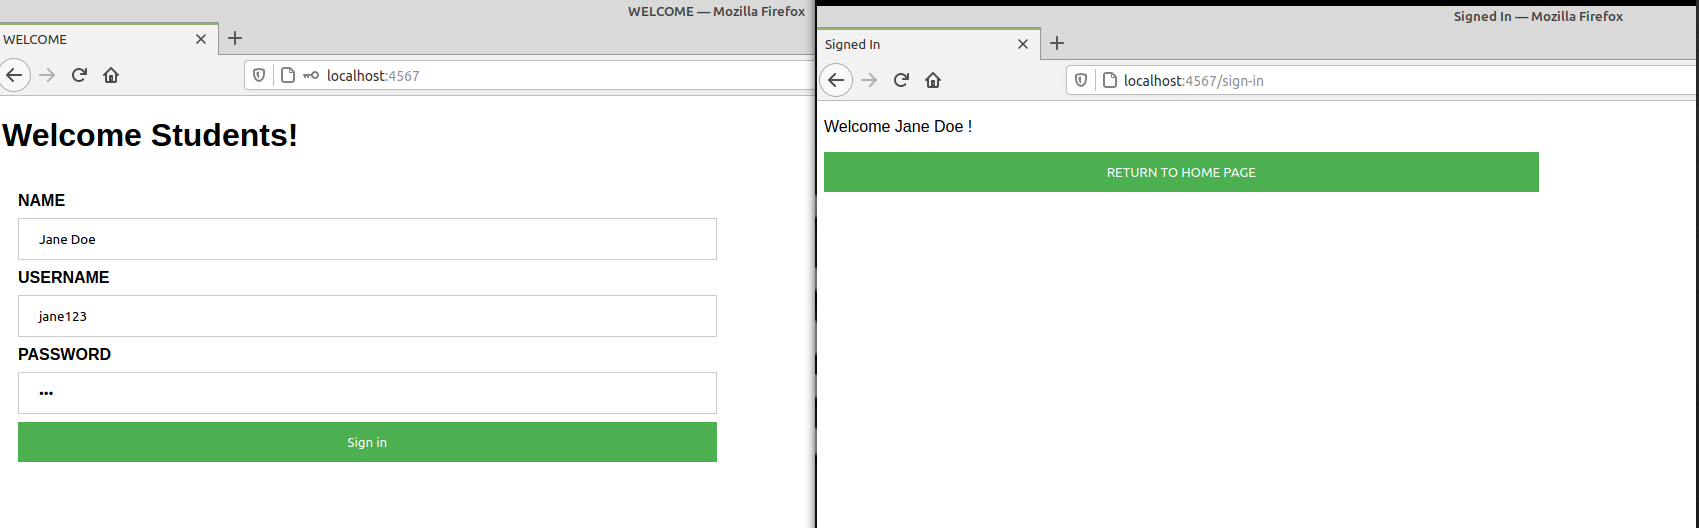 WELCOME — Mozilla Firefox
WELCOME
localhost:4567
Welcome Students!
NAME
Jane Doe
USERNAME
jane123
PASSWORD
•••
Sign in
Signed In — Mozilla Firefox
Signed In
localhost:4567/sign-in
Welcome Jane Doe !
RETURN TO HOME PAGE